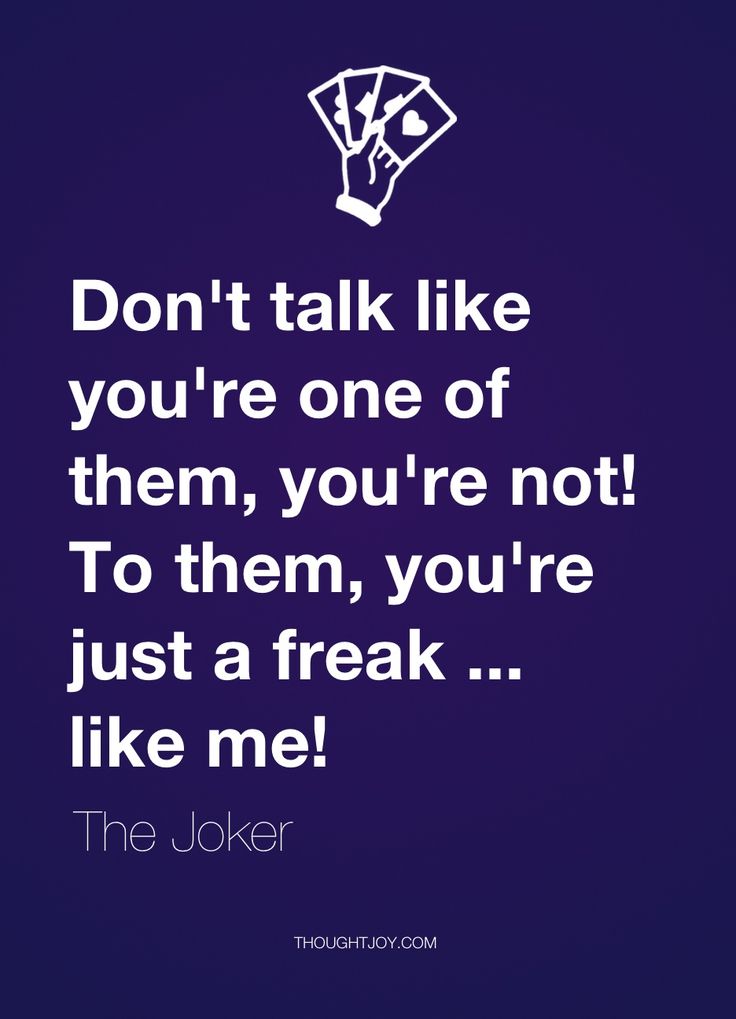 Don't talk like
you're one of
them, you're not!
To them, you're
just a freak ...
like me!
The Joker
THOUGHTJOY.COM